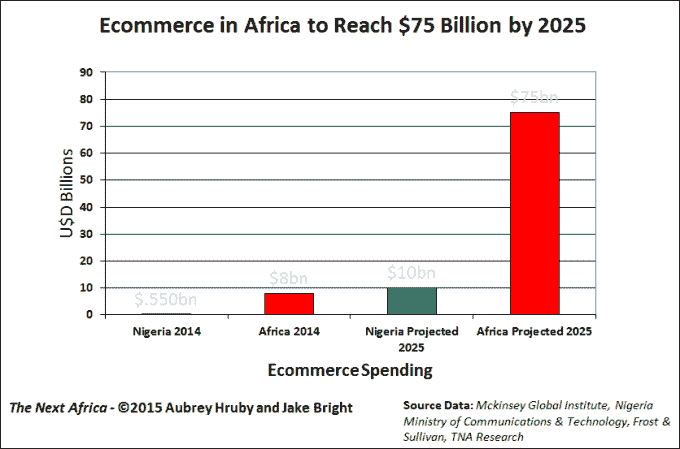 Ecommerce in Africa to Reach $75 Billion by 2025
90
80
70
60
50
40
30
20
10
0
U$D Billions
$.550bn
$8bn
$10bn
$75bn
Nigeria 2014
Africa 2014
Nigeria Projected
2025
Africa Projected 2025
Ecommerce Spending
The Next Africa - ©2015 Aubrey Hruby and Jake Bright
Source Data: Mckinsey Global Institute, Nigeria
Ministry of Communications & Technology, Frost &
Sullivan, TNA Research